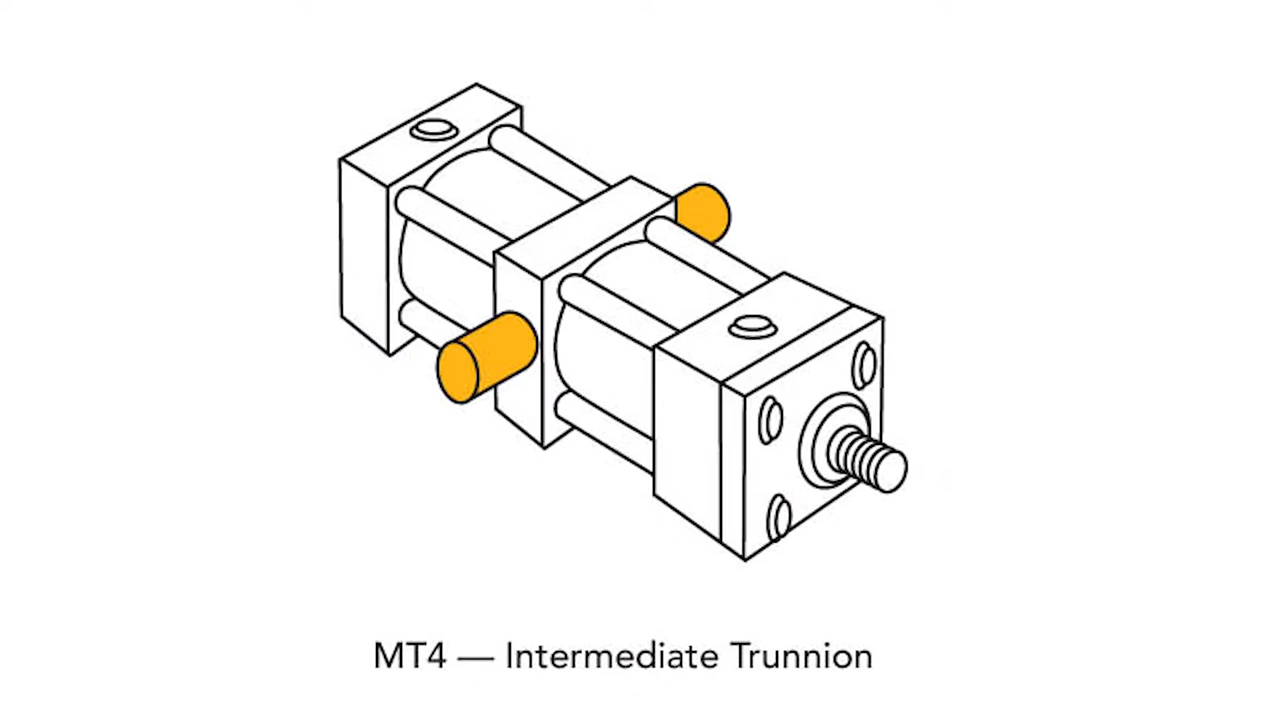 MT4 — Intermediate Trunnion